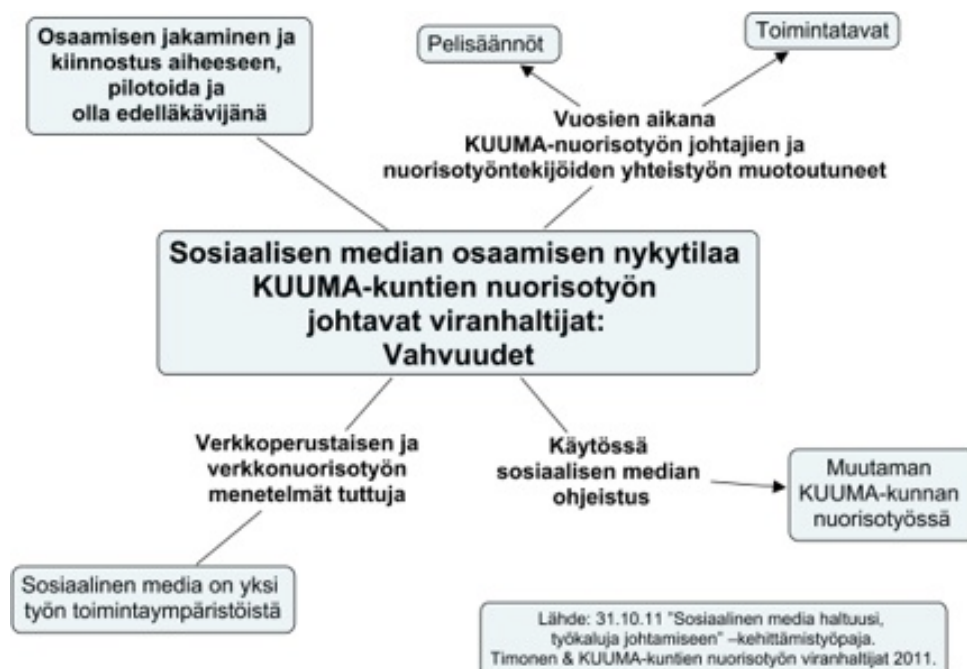 Osaamisen jakaminen ja
kiinnostus aiheeseen,
pilotoida ja
olla edelläkävijänä
Pelisäännöt
Toimintatavat
Vuosien aikana
KUUMA-nuorisotyön johtajien ja
nuorisotyöntekijöiden yhteistyön muotoutuneet
Sosiaalisen median osaamisen nykytilaa
KUUMA-kuntien nuorisotyön
johtavat viranhaltijat:
Vahvuudet
Verkkoperustaisen ja
verkkonuorisotyön
menetelmät tuttuja
Käytössä
sosiaalisen median
ohjeistus
Muutaman
KUUMA-kunnan
nuorisotyössä
Sosiaalinen media on yksi
työn toimintaympäristöistä
Lähde: 31.10.11 ”Sosiaalinen media haltuusi,
työkaluja johtamiseen” –kehittämistyöpaja.
Timonen & KUUMA-kuntien nuorisotyön viranhaltijat 2011.